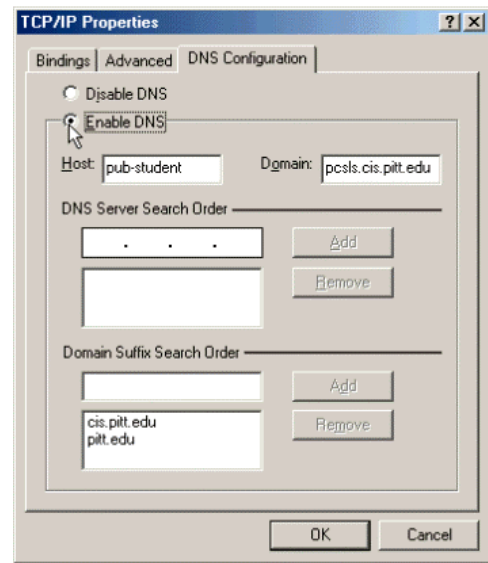 TCP/IP Properties
Bindings Advanced DNS Configuration
Disable DNS
Enable DNS
Host: pub-student Domain: pcsls.cis.pitt.edu
DNS Server Search Order
. . . Add
Remove
Domain Suffix Search Order
Add
cis.pitt.edu Remove
pitt.edu
OK Cancel